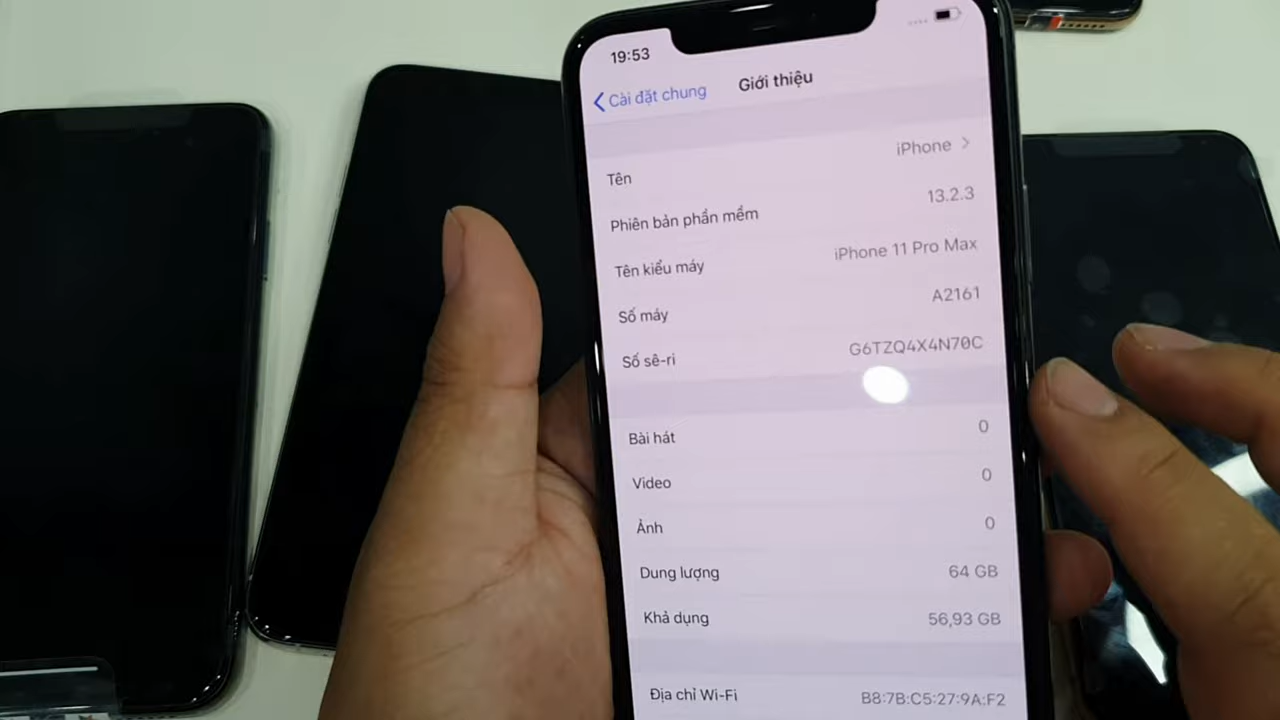 19:53
Cài đặt chung
Giới thiệu
Tên
iPhone
Phiên bản phần mềm
13.2.3
Tên kiểu máy
iPhone 11 Pro Max
Số máy
A2161
Số sê-ri
G6TZQ4X4N70C
Bài hát
0
Video
0
Ảnh
0
Dung lượng
64 GB
Khả dụng
56,93 GB
Địa chỉ Wi-Fi
B8:7B:C5:27:9A:F2